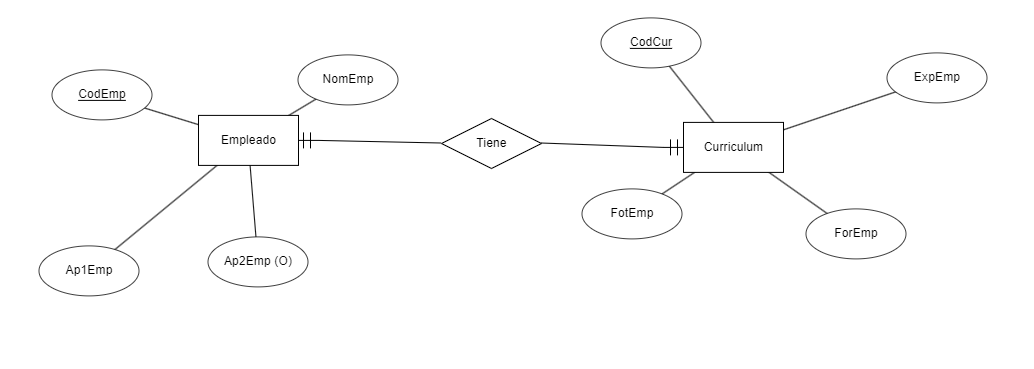 CodCur
NomEmp
ExpEmp
CodEmp
Empleado
Tiene
Curriculum
FotEmp
ForEmp
Ap1Emp
Ap2Emp (O)